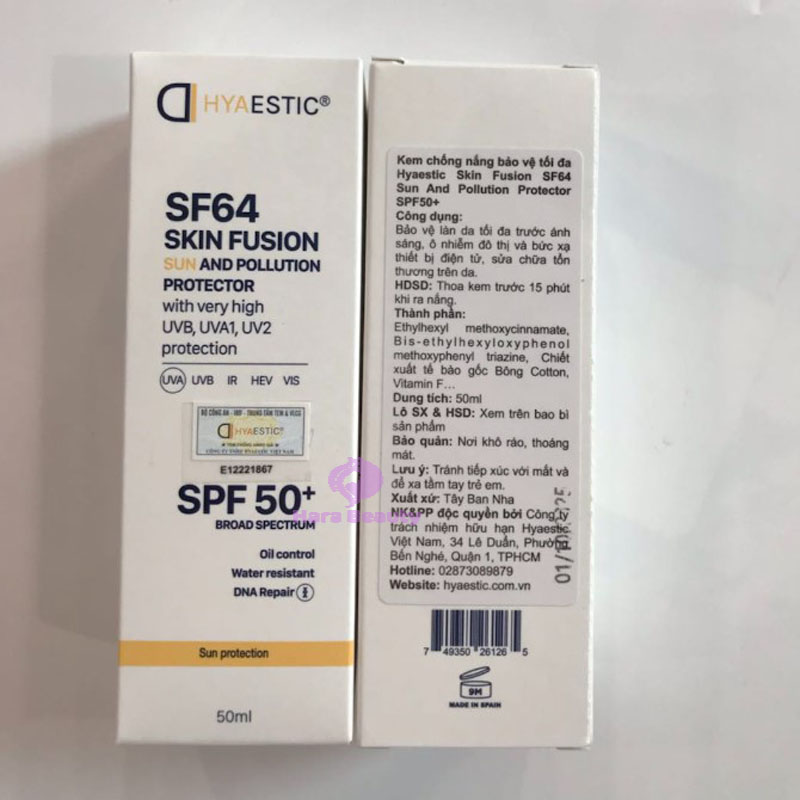 HYAESTIC®
SF64
SKIN FUSION
SUN AND POLLUTION
PROTECTOR
with very high
UVB, UVA1, UV2
protection
UVA UVB IR HEV VIS
HYAESTIC
E12221867
SPF 50+
BROAD SPECTRUM
Oil control
Water resistant
DNA Repair
Sun protection
50ml
Hara Beauty
Kem chống nắng bảo vệ tối đa
Hyaestic Skin Fusion SF64
Sun And Pollution Protector
SPF50+
Công dụng:
Bảo vệ làn da tối đa trước ánh
sáng, ô nhiễm đô thị và bức xạ
thiết bị điện tử, sửa chữa tổn
thương trên da.
HDSD: Thoa kem trước 15 phút
khi ra nắng.
Thành phần:
Ethylhexyl methoxycinnamate,
Bis-ethylhexyloxyphenol
methoxyphenyl triazine, Chiết
xuất tế bào gốc Bông Cotton,
Vitamin F...
Dung tích: 50ml
Lô SX & HSD: Xem trên bao bì
sản phẩm
Bảo quản: Nơi khô ráo, thoáng
mát.
Lưu ý: Tránh tiếp xúc với mắt và
để xa tầm tay trẻ em.
Xuất xứ: Tây Ban Nha
NK&PP độc quyền bởi Công ty
trách nhiệm hữu hạn Hyaestic
Việt Nam, 34 Lê Duẩn, Phường
Bến Nghé, Quận 1, TPHCM
Hotline: 02873089879
Website: hyaestic.com.vn
7 49350 26126 5
9M
MADE IN SPAIN